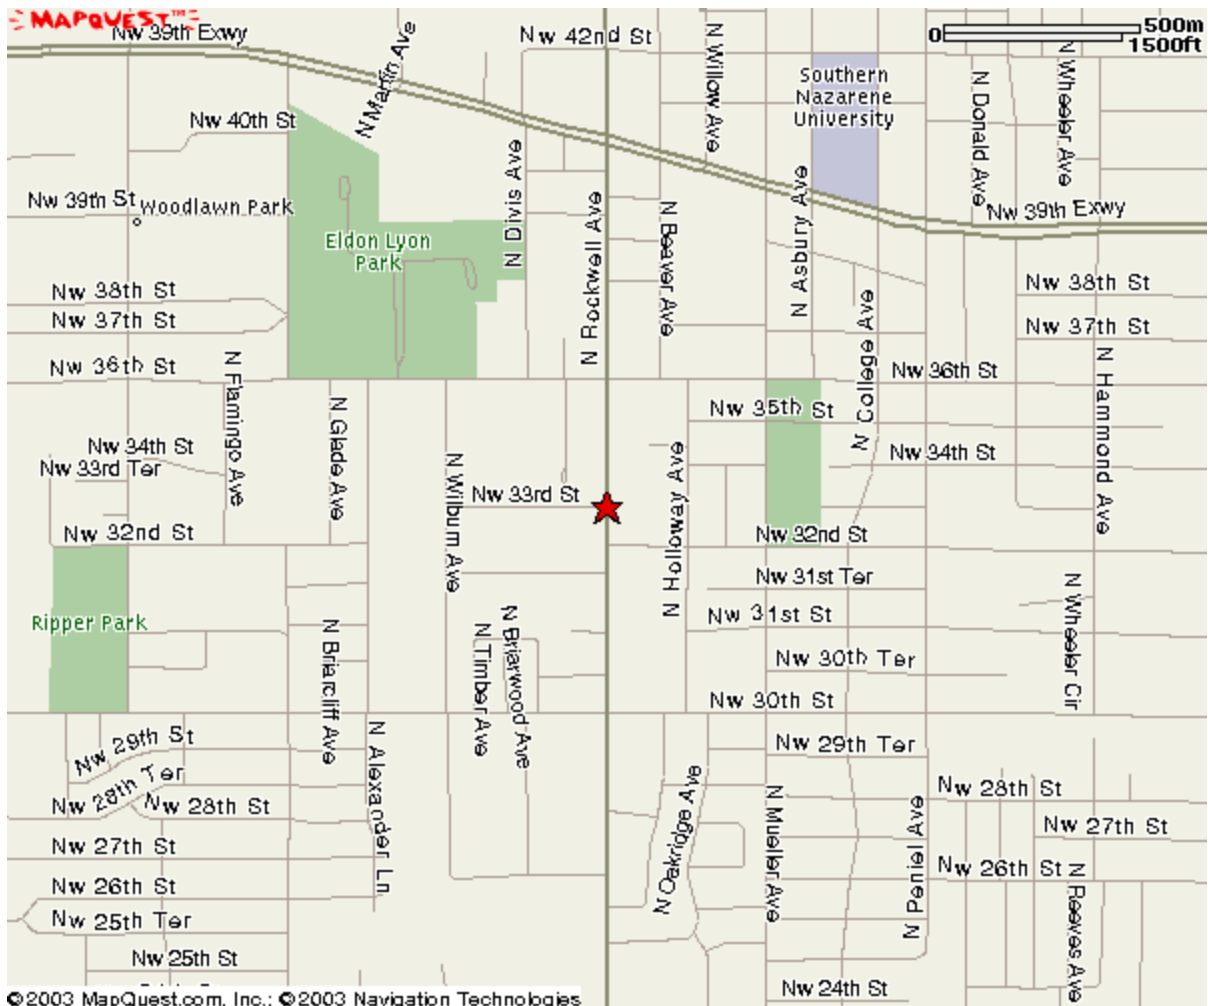 MAPQUEST™
Nw 39th Exwy
N Martin Ave
Nw 42nd St
N Willow Ave
0
500m
1500ft
Southern
Nazarene
University
N Donald Ave
N Wheeler Ave
Nw 40th St
Nw 39th St
Woodlawn Park
N Divis Ave
N Rockwell Ave
N Beaver Ave
N Asbury Ave
Nw 39th Exwy
Eldon Lyon
Park
Nw 38th St
Nw 37th St
Nw 36th St
Nw 38th St
Nw 37th St
Nw 36th St
N College Ave
N Hammond Ave
N Flamingo Ave
N Glade Ave
Nw 35th St
Nw 34th St
Nw 33rd Ter
Nw 34th St
N Wilburn Ave
Nw 33rd St
N Holloway Ave
Nw 32nd St
Nw 32nd St
Nw 31st Ter
N Wheeler Cir
Ripper Park
Nw 31st St
N Briarcliff Ave
N Timber Ave
N Briarwood Ave
Nw 30th Ter
Nw 30th St
Nw 29th St
N Alexander Ln
Nw 29th Ter
Nw 28th Ter
Nw 28th St
N Oakridge Ave
N Mueller Ave
N Peniel Ave
Nw 28th St
Nw 27th St
Nw 27th St
Nw 26th St
Nw 26th St
N Reeves Ave
Nw 25th Ter
Nw 25th St
Nw 24th St
©2003 MapQuest.com, Inc.; ©2003 Navigation Technologies